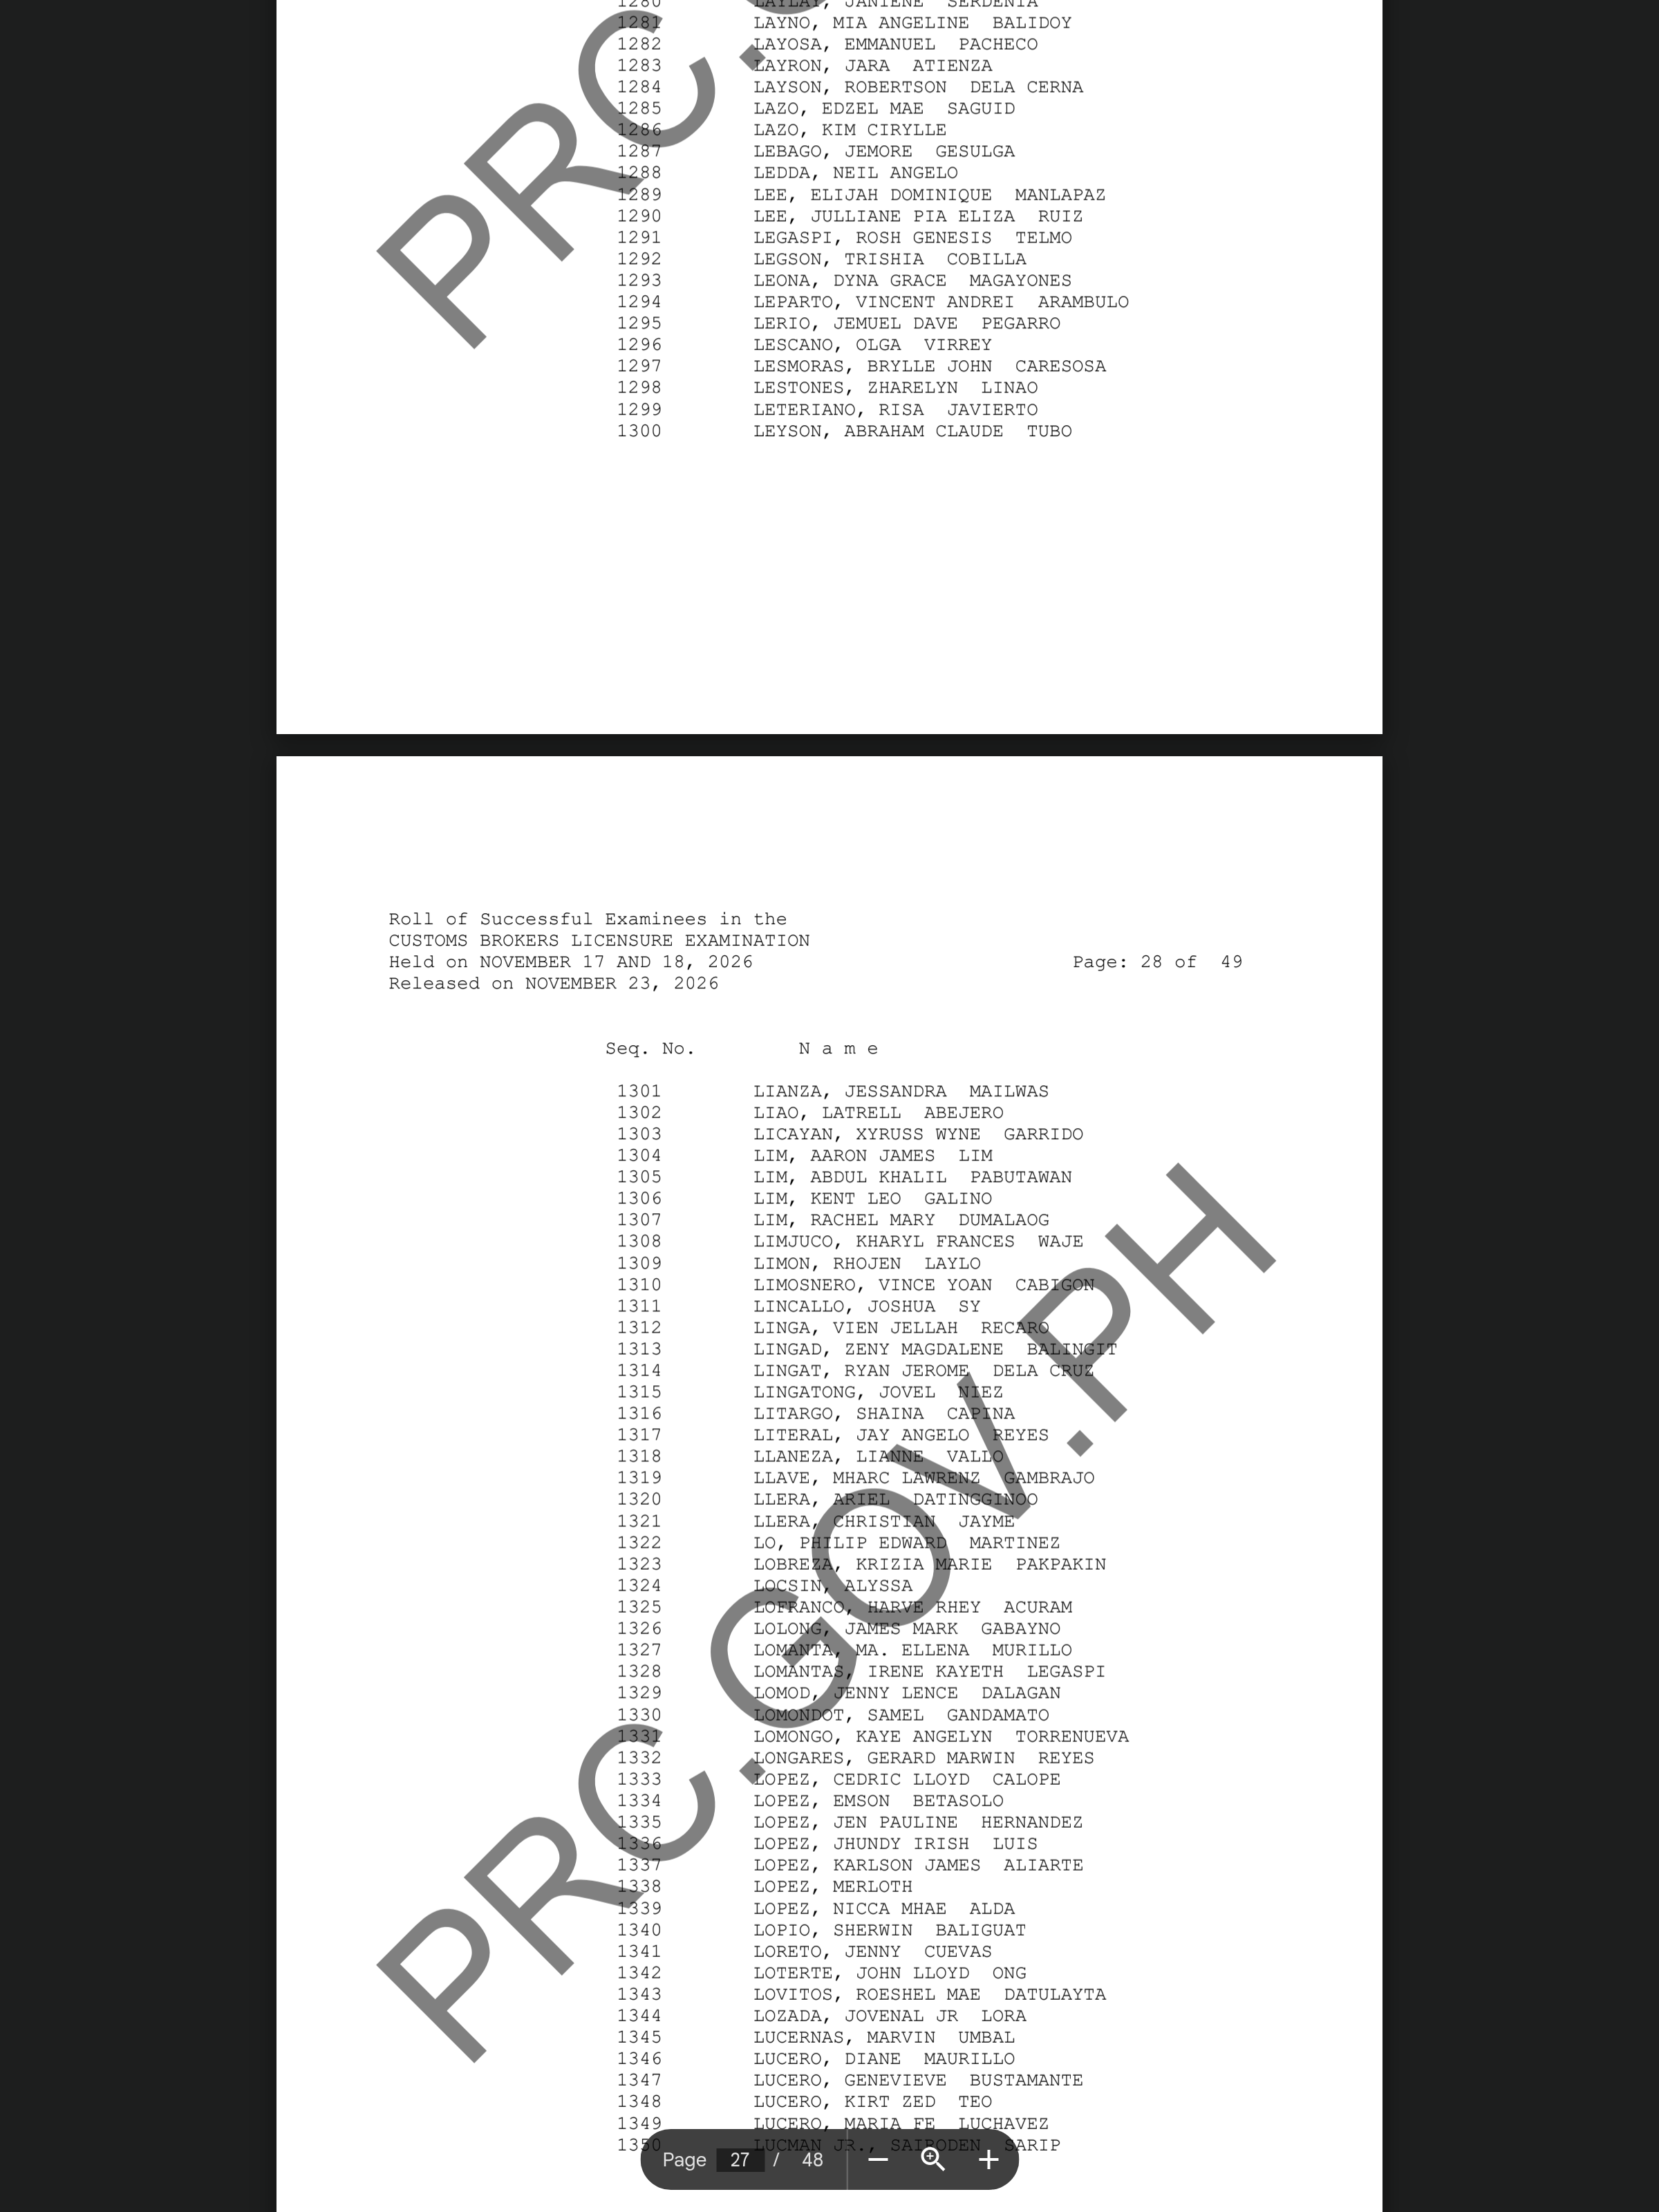 1280 LAYLAY, JANIENE SERDENIA
1281 LAYNO, MIA ANGELINE BALIDOY
1282 LAYOSA, EMMANUEL PACHECO
1283 LAYRON, JARA ATIENZA
1284 LAYSON, ROBERTSON DELA CERNA
1285 LAZO, EDZEL MAE SAGUID
1286 LAZO, KIM CIRYLLE
1287 LEBAGO, JEMORE GESULGA
1288 LEDDA, NEIL ANGELO
1289 LEE, ELIJAH DOMINIQUE MANLAPAZ
1290 LEE, JULLIANE PIA ELIZA RUIZ
1291 LEGASPI, ROSH GENESIS TELMO
1292 LEGSON, TRISHIA COBILLA
1293 LEONA, DYNA GRACE MAGAYONES
1294 LEPARTO, VINCENT ANDREI ARAMBULO
1295 LERIO, JEMUEL DAVE PEGARRO
1296 LESCANO, OLGA VIRREY
1297 LESMORAS, BRYLLE JOHN CARESOSA
1298 LESTONES, ZHARELYN LINAO
1299 LETERIANO, RISA JAVIERTO
1300 LEYSON, ABRAHAM CLAUDE TUBO
PRC.
Roll of Successful Examinees in the
CUSTOMS BROKERS LICENSURE EXAMINATION
Held on NOVEMBER 17 AND 18, 2026 Page: 28 of 49
Released on NOVEMBER 23, 2026
Seq. No. N a m e
1301 LIANZA, JESSANDRA MAILWAS
1302 LIAO, LATRELL ABEJERO
1303 LICAYAN, XYRUSS WYNE GARRIDO
1304 LIM, AARON JAMES LIM
1305 LIM, ABDUL KHALIL PABUTAWAN
1306 LIM, KENT LEO GALINO
1307 LIM, RACHEL MARY DUMALAOG
1308 LIMJUCO, KHARYL FRANCES WAJE
1309 LIMON, RHOJEN LAYLO
1310 LIMOSNERO, VINCE YOAN CABIGON
1311 LINCALLO, JOSHUA SY
1312 LINGA, VIEN JELLAH RECARO
1313 LINGAD, ZENY MAGDALENE BALINGIT
1314 LINGAT, RYAN JEROME DELA CRUZ
1315 LINGATONG, JOVEL NIEZ
1316 LITARGO, SHAINA CAPINA
1317 LITERAL, JAY ANGELO REYES
1318 LLANEZA, LIANNE VALLO
1319 LLAVE, MHARC LAWRENZ GAMBRAJO
1320 LLERA, ARIEL DATINGGINOO
1321 LLERA, CHRISTIAN JAYME
1322 LO, PHILIP EDWARD MARTINEZ
1323 LOBREZA, KRIZIA MARIE PAKPAKIN
1324 LOCSIN, ALYSSA
1325 LOFRANCO, HARVE RHEY ACURAM
1326 LOLONG, JAMES MARK GABAYNO
1327 LOMANTA, MA. ELLENA MURILLO
1328 LOMANTAS, IRENE KAYETH LEGASPI
1329 LOMOD, JENNY LENCE DALAGAN
1330 LOMONDOT, SAMEL GANDAMATO
1331 LOMONGO, KAYE ANGELYN TORRENUEVA
1332 LONGARES, GERARD MARWIN REYES
1333 LOPEZ, CEDRIC LLOYD CALOPE
1334 LOPEZ, EMSON BETASOLO
1335 LOPEZ, JEN PAULINE HERNANDEZ
1336 LOPEZ, JHUNDY IRISH LUIS
1337 LOPEZ, KARLSON JAMES ALIARTE
1338 LOPEZ, MERLOTH
1339 LOPEZ, NICCA MHAE ALDA
1340 LOPIO, SHERWIN BALIGUAT
1341 LORETO, JENNY CUEVAS
1342 LOTERTE, JOHN LLOYD ONG
1343 LOVITOS, ROESHEL MAE DATULAYTA
1344 LOZADA, JOVENAL JR LORA
1345 LUCERNAS, MARVIN UMBAL
1346 LUCERO, DIANE MAURILLO
1347 LUCERO, GENEVIEVE BUSTAMANTE
1348 LUCERO, KIRT ZED TEO
1349 LUCERO, MARIA FE LUCHAVEZ
1350 LUCMAN JR., SAIRODEN SARIP
PRC.GOV.PH
Page 27 / 48